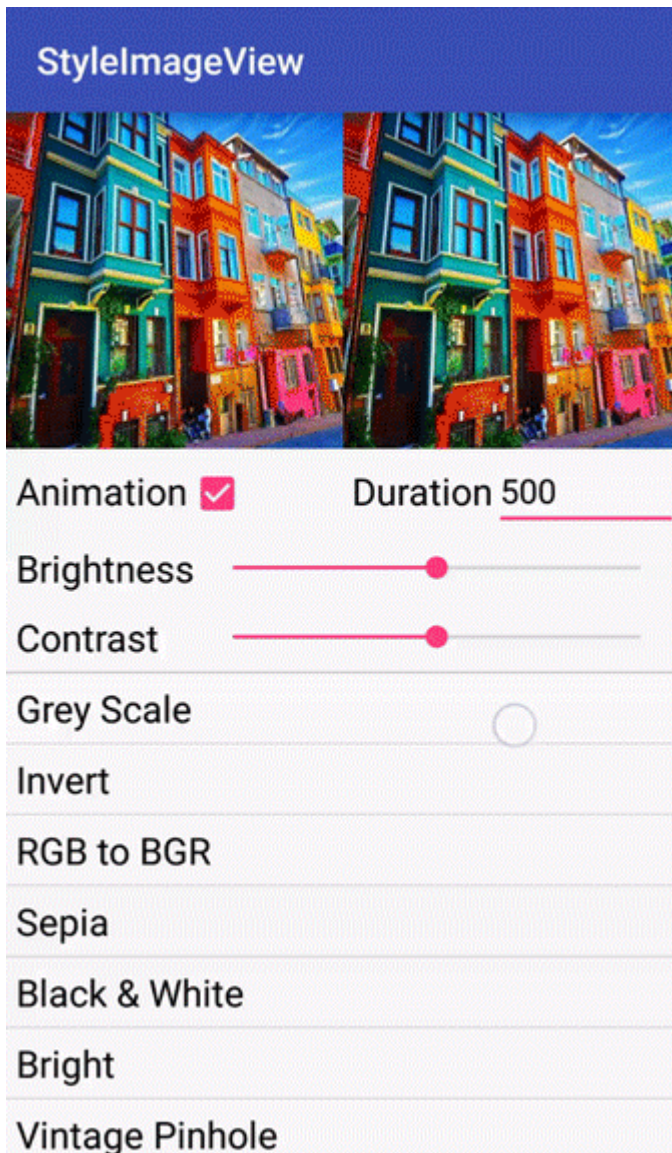 StyleImageView
Animation Duration 500
Brightness
Contrast
Grey Scale
Invert
RGB to BGR
Sepia
Black & White
Bright
Vintage Pinhole